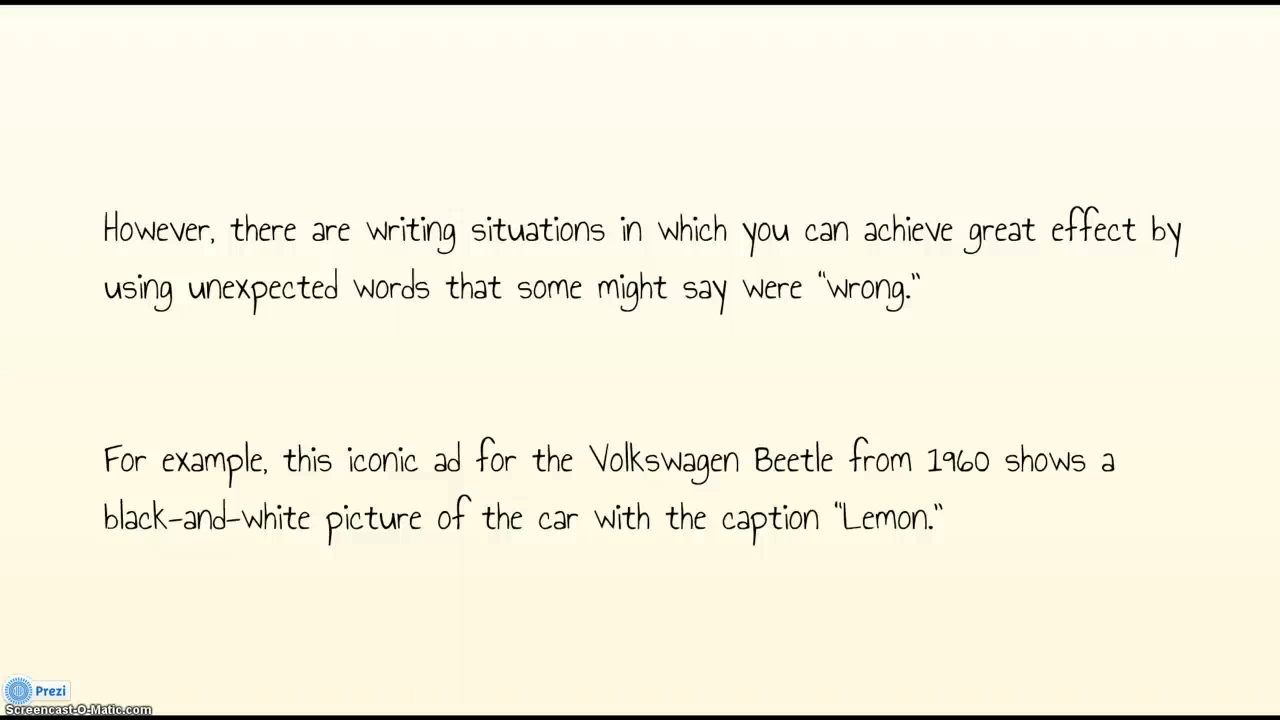 However, there are writing situations in which you can achieve great effect by
using unexpected words that some might say were "wrong."
For example, this iconic ad for the Volkswagen Beetle from 1960 shows a
black-and-white picture of the car with the caption "Lemon."
Prezi
Screencast-O-Matic.com